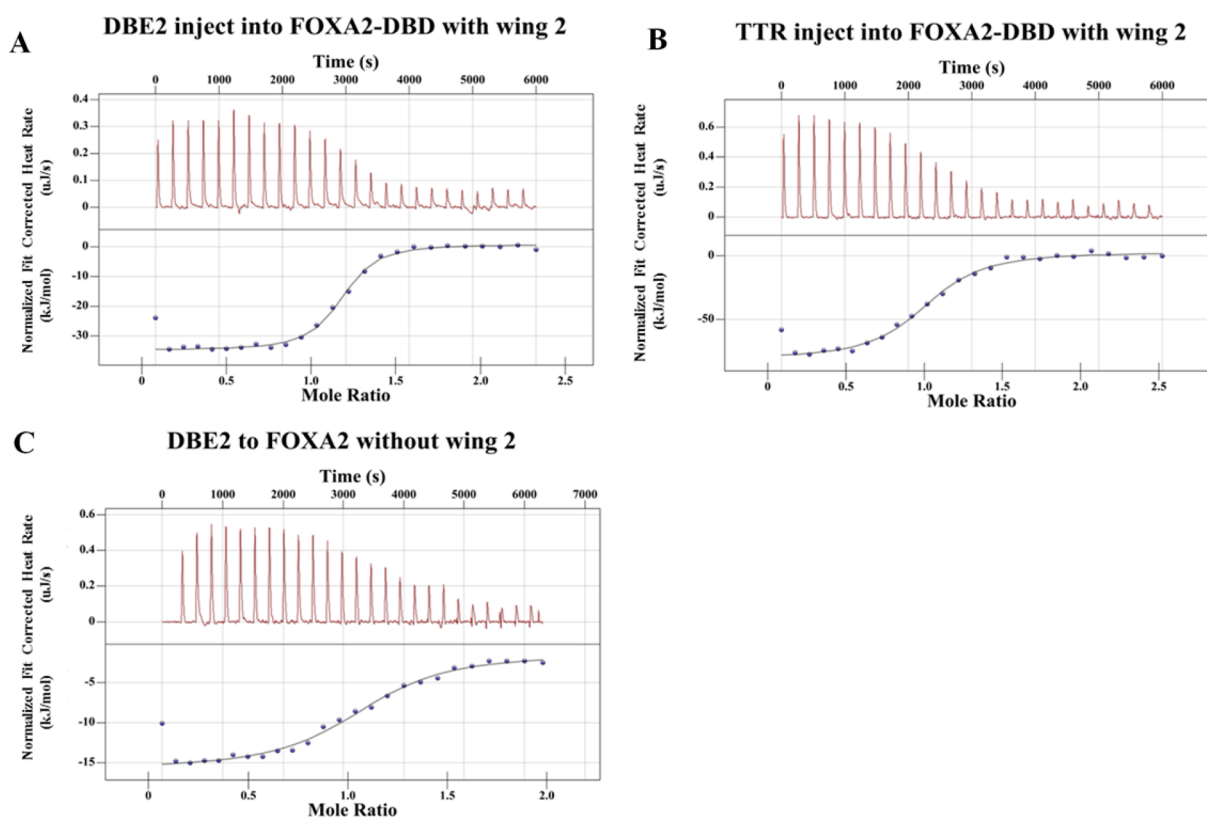 A
DBE2 inject into FOXA2-DBD with wing 2
Time (s)
0 1000 2000 3000 4000 5000 6000
Corrected Heat Rate
(uJ/s)
0.4
0.3
0.2
0.1
0
Normalized Fit
(kJ/mol)
0
-10
-20
-30
0 0.5 1.0 1.5 2.0 2.5
Mole Ratio
B
TTR inject into FOXA2-DBD with wing 2
Time (s)
0 1000 2000 3000 4000 5000 6000
Corrected Heat Rate
(uJ/s)
0.6
0.4
0.2
0
Normalized Fit
(kJ/mol)
0
-50
0 0.5 1.0 1.5 2.0 2.5
Mole Ratio
C
DBE2 to FOXA2 without wing 2
Time (s)
0 1000 2000 3000 4000 5000 6000 7000
Corrected Heat Rate
(uJ/s)
0.6
0.4
0.2
0
Normalized Fit
(kJ/mol)
-5
-10
-15
0 0.5 1.0 1.5 2.0
Mole Ratio